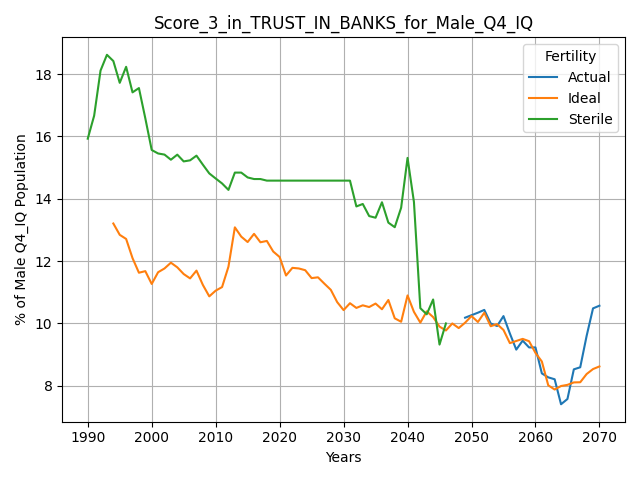 Score_3_in_TRUST_IN_BANKS_for_Male_Q4_IQ
% of Male Q4_IQ Population
18
16
14
12
10
8
Fertility
Actual
Ideal
Sterile
1990 2000 2010 2020 2030 2040 2050 2060 2070
Years